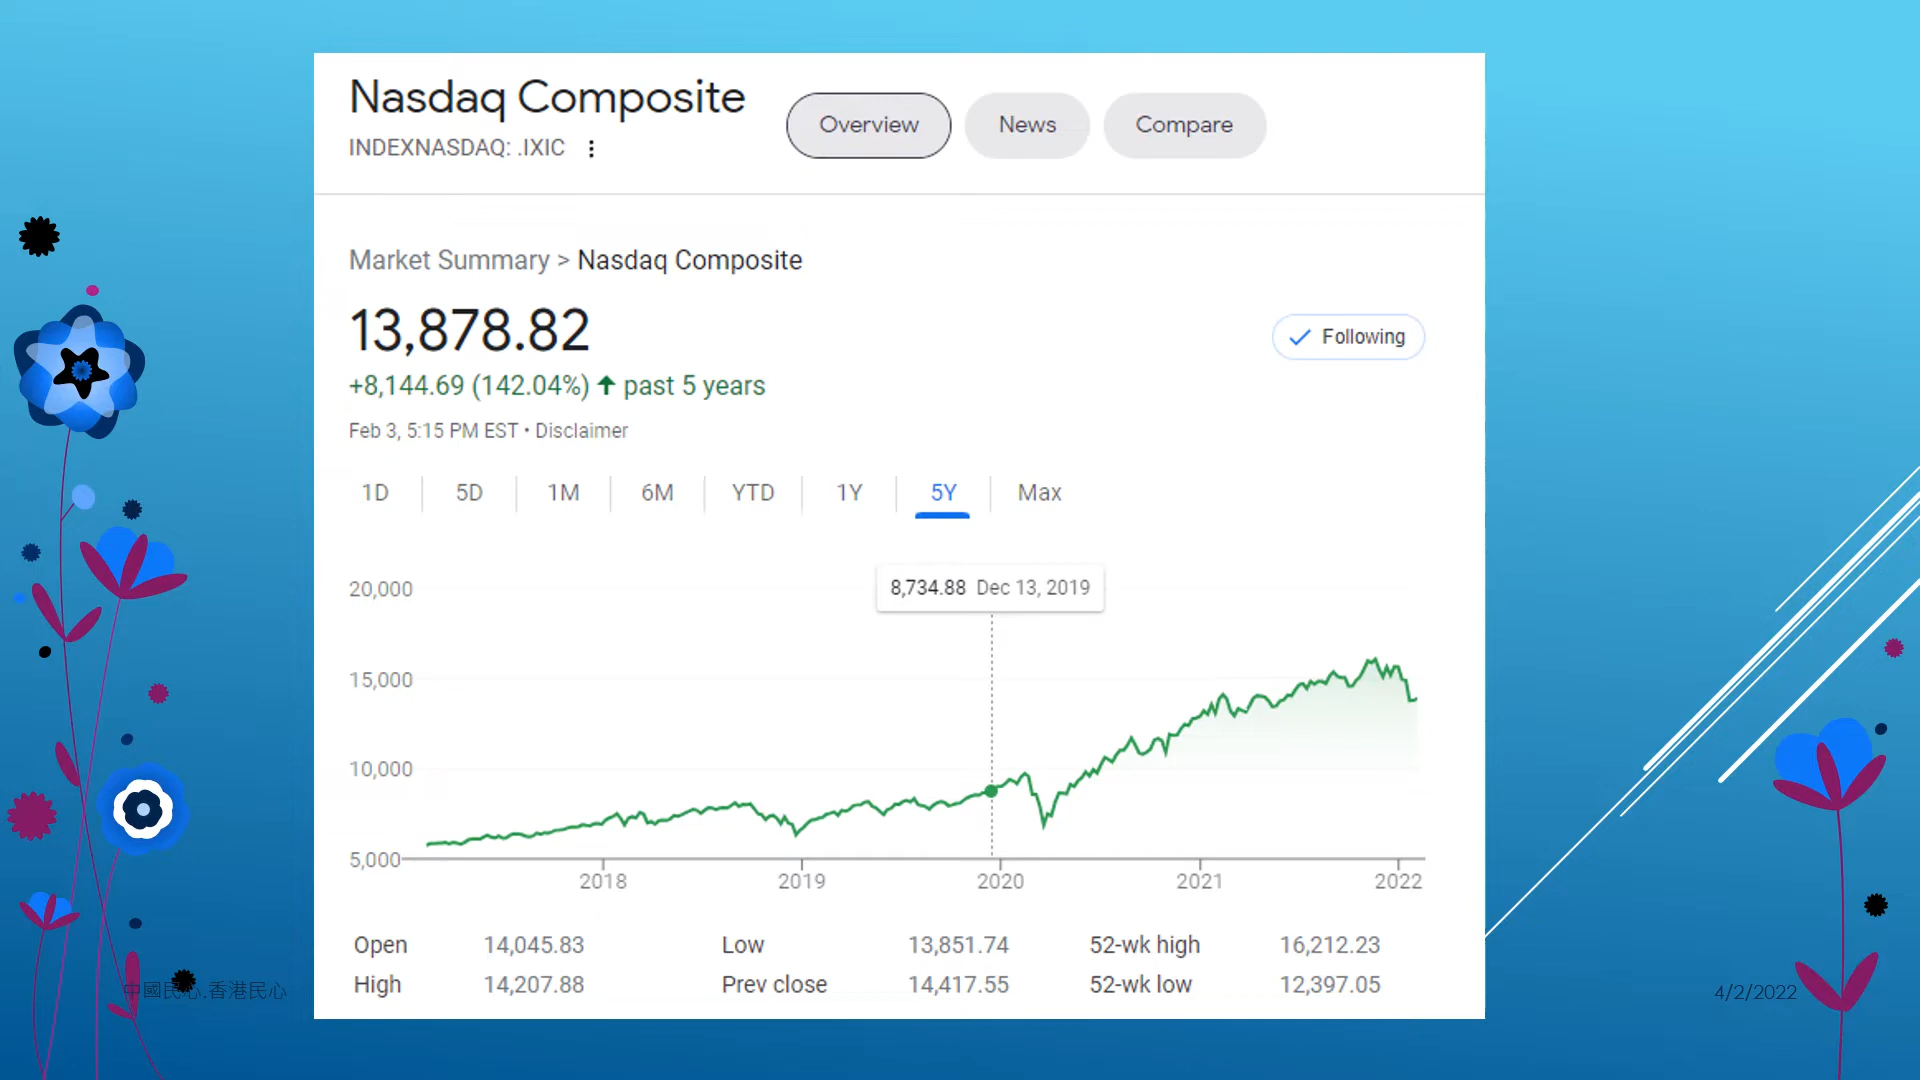 Nasdaq Composite
INDEXNASDAQ: .IXIC
Overview News Compare
Market Summary > Nasdaq Composite
13,878.82
Following
+8,144.69 (142.04%) past 5 years
Feb 3, 5:15 PM EST • Disclaimer
1D 5D 1M 6M YTD 1Y 5Y Max
8,734.88 Dec 13, 2019
20,000
15,000
10,000
5,000
2018 2019 2020 2021 2022
Open 14,045.83 Low 13,851.74 52-wk high 16,212.23
High 14,207.88 Prev close 14,417.55 52-wk low 12,397.05
中國民心.香港民心
4/2/2022